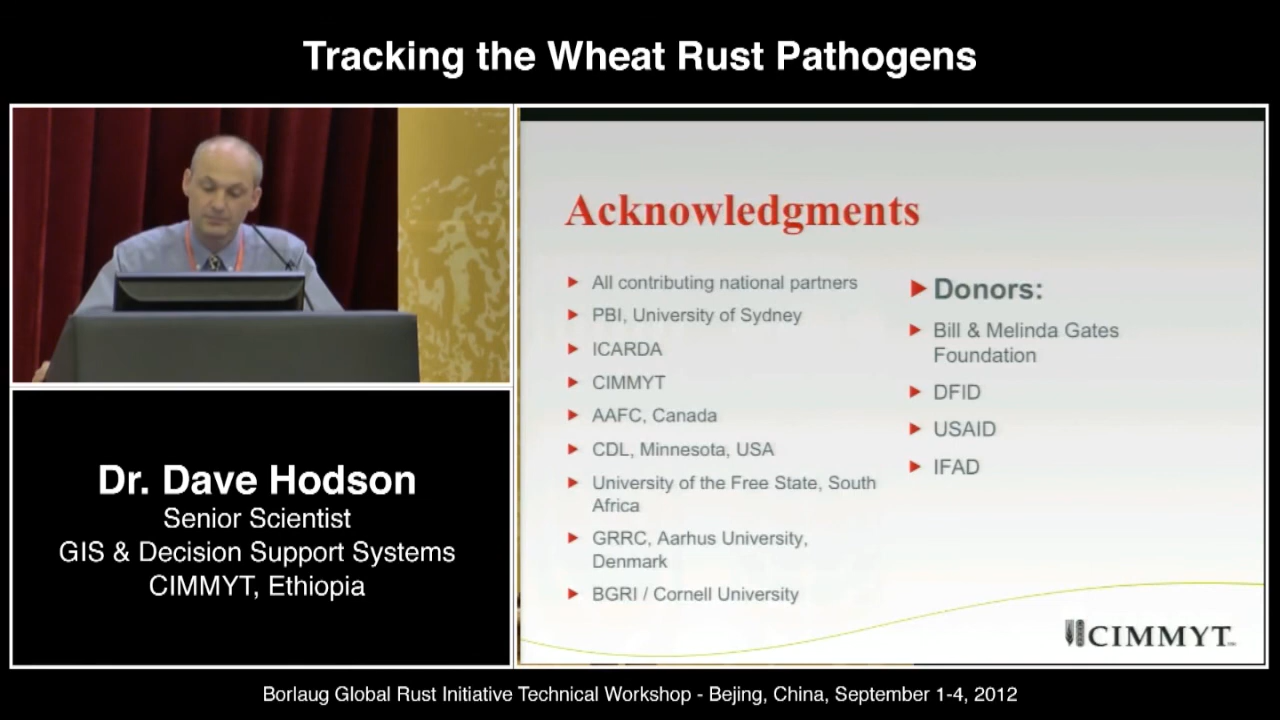 Tracking the Wheat Rust Pathogens
Dr. Dave Hodson
Senior Scientist
GIS & Decision Support Systems
CIMMYT, Ethiopia
Acknowledgments
All contributing national partners
PBI, University of Sydney
ICARDA
CIMMYT
AAFC, Canada
CDL, Minnesota, USA
University of the Free State, South
Africa
GRRC, Aarhus University,
Denmark
BGRI / Cornell University
Donors:
Bill & Melinda Gates
Foundation
DFID
USAID
IFAD
CIMMYT
Borlaug Global Rust Initiative Technical Workshop - Bejing, China, September 1-4, 2012